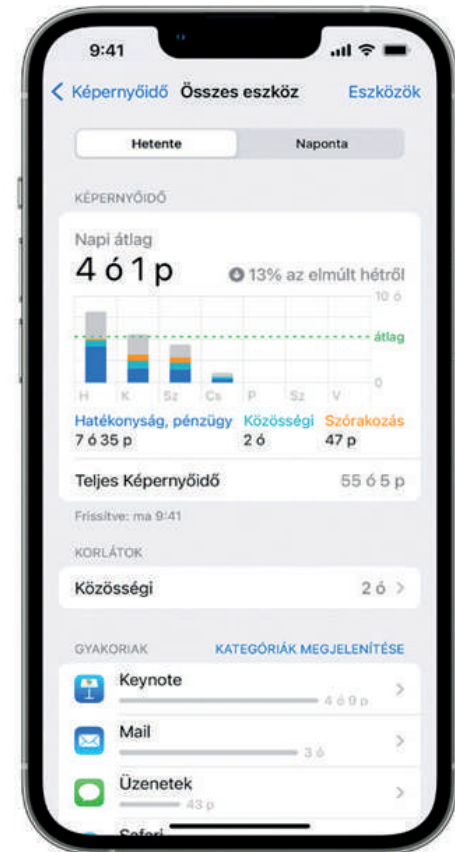 9:41
Képernyőidő Összes eszköz Eszközök
Hetente Naponta
KÉPERNYŐIDŐ
Napi átlag
4 ó 1 p 13% az elmúlt hétről
10 ó
átlag
0
H K Sz Cs P Sz V
Hatékonyság, pénzügy Közösségi Szórakozás
7 ó 35 p 2 ó 47 p
Teljes Képernyőidő 55 ó 5 p
Frissítve: ma 9:41
KORLÁTOK
Közösségi 2 ó
GYAKORIAK KATEGÓRIÁK MEGJELENÍTÉSE
Keynote
4 ó 9 p
Mail
3 ó
Üzenetek
43 p